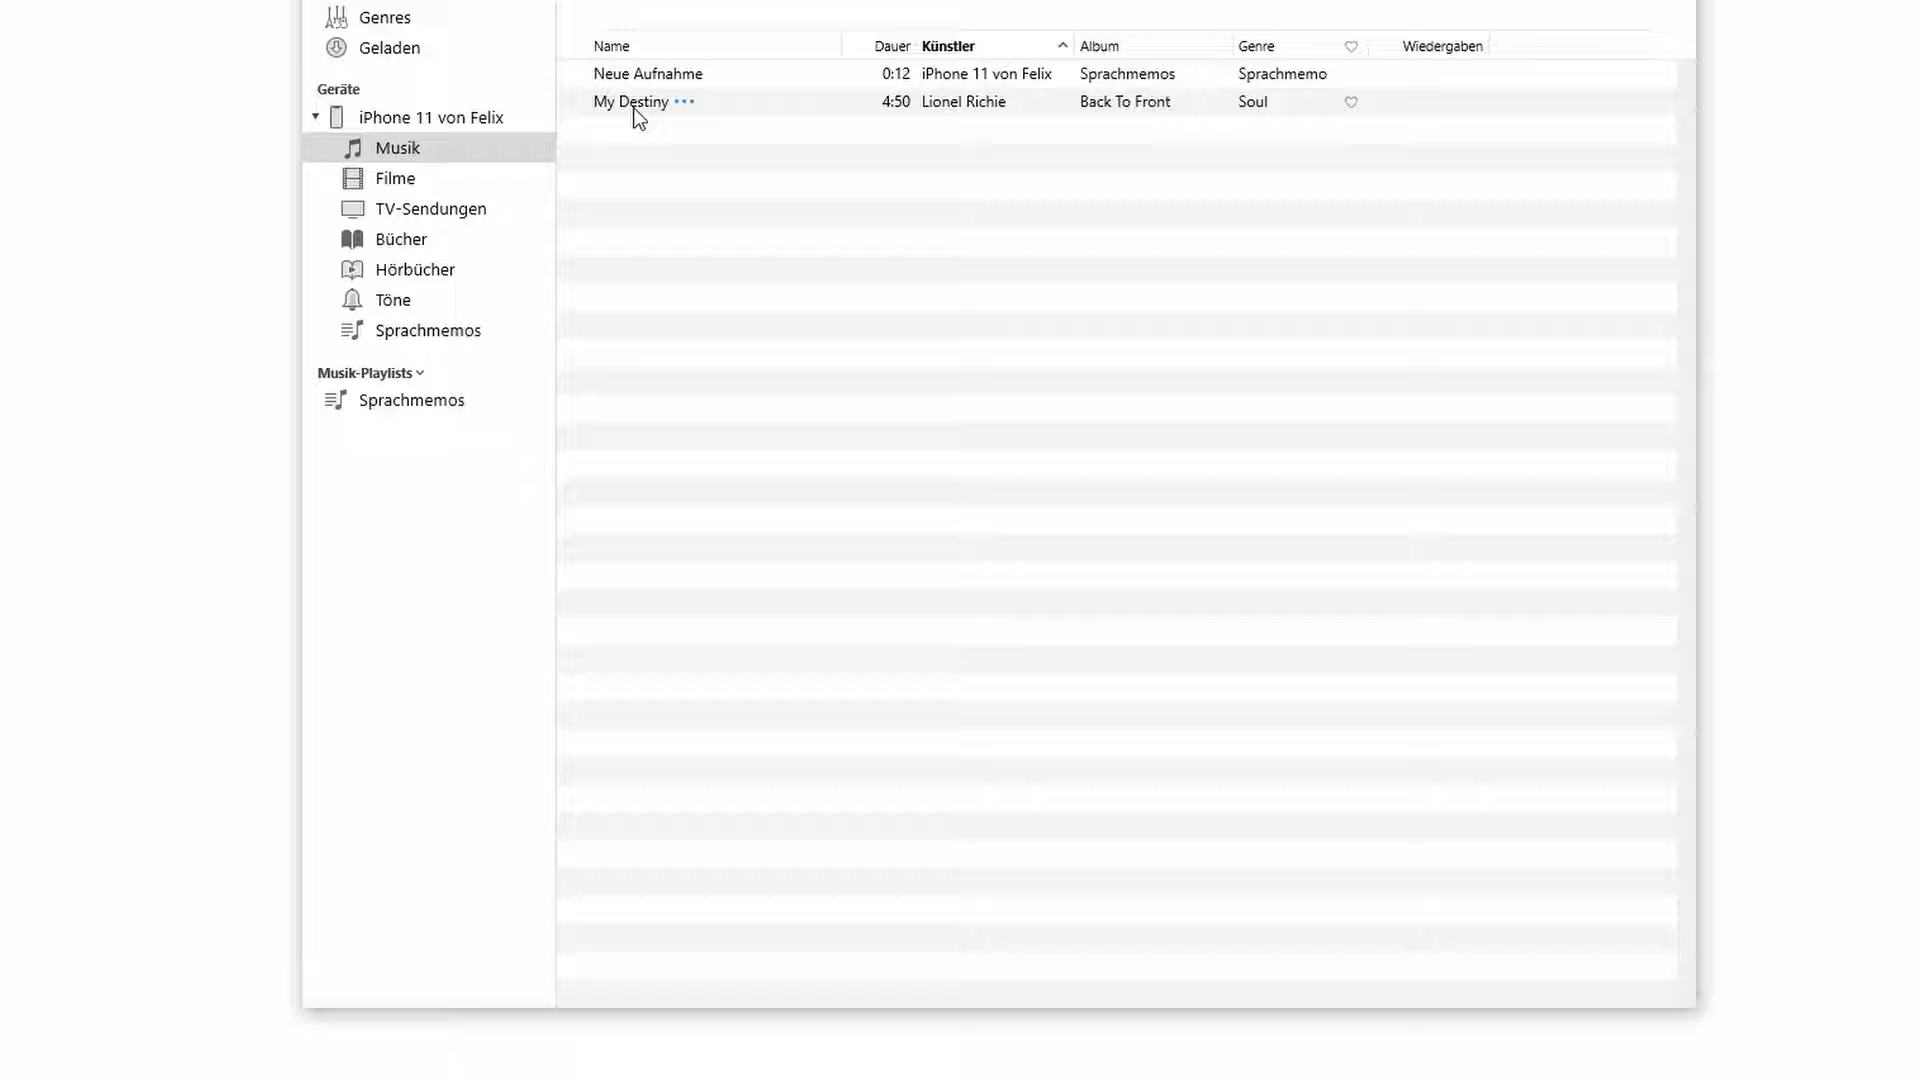 Genres
Geladen
Geräte
iPhone 11 von Felix
Musik
Filme
TV-Sendungen
Bücher
Hörbücher
Töne
Sprachmemos
Musik-Playlists
Sprachmemos
Name Dauer Künstler Album Genre Wiedergaben
Neue Aufnahme 0:12 iPhone 11 von Felix Sprachmemos Sprachmemo
My Destiny ••• 4:50 Lionel Richie Back To Front Soul